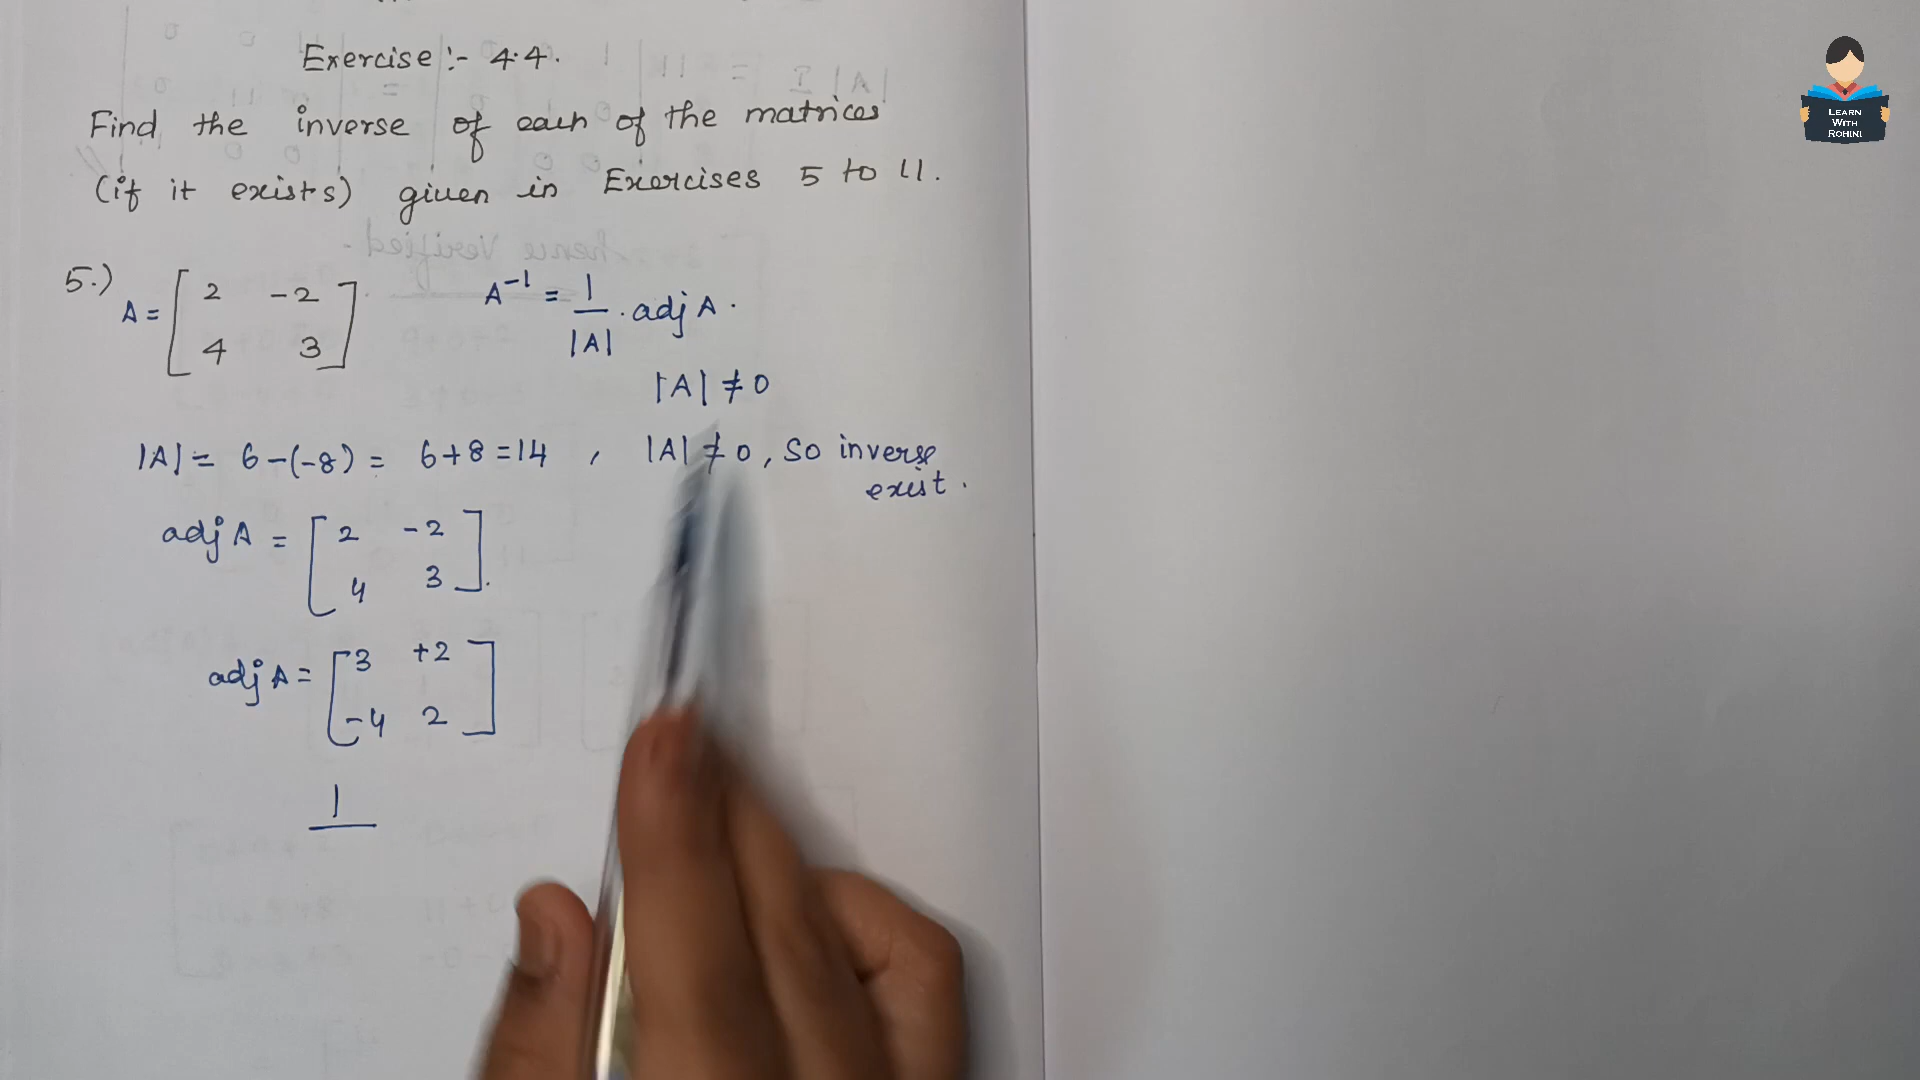 Exercise :- 4.4.
Find the inverse of each of the matrices
(if it exists) given in Exercises 5 to 11.
hence Verified.
5.) A = [ 2 -2
4 3 ]
A⁻¹ = 1/|A| . adj A.
|A| ≠ 0
|A| = 6-(-8) = 6+8 = 14 , |A| ≠ 0, So inverse
exist.
adj A = [ 2 -2
4 3 ].
adj A = [ 3 +2
-4 2 ]
1
LEARN
WITH
ROHINI